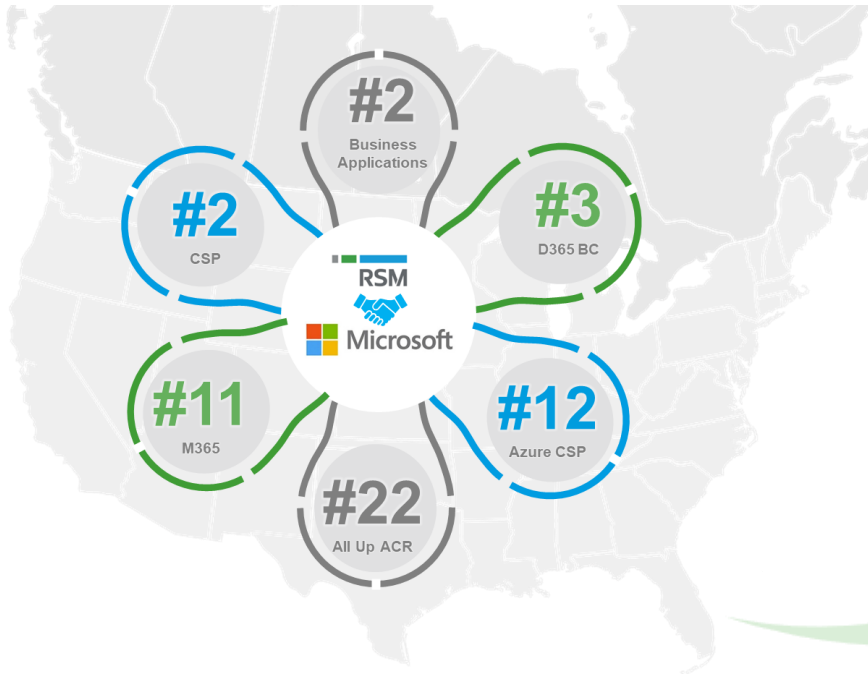 #2
Business
Applications
#3
D365 BC
#2
CSP
RSM
Microsoft
#11
M365
#12
Azure CSP
#22
All Up ACR